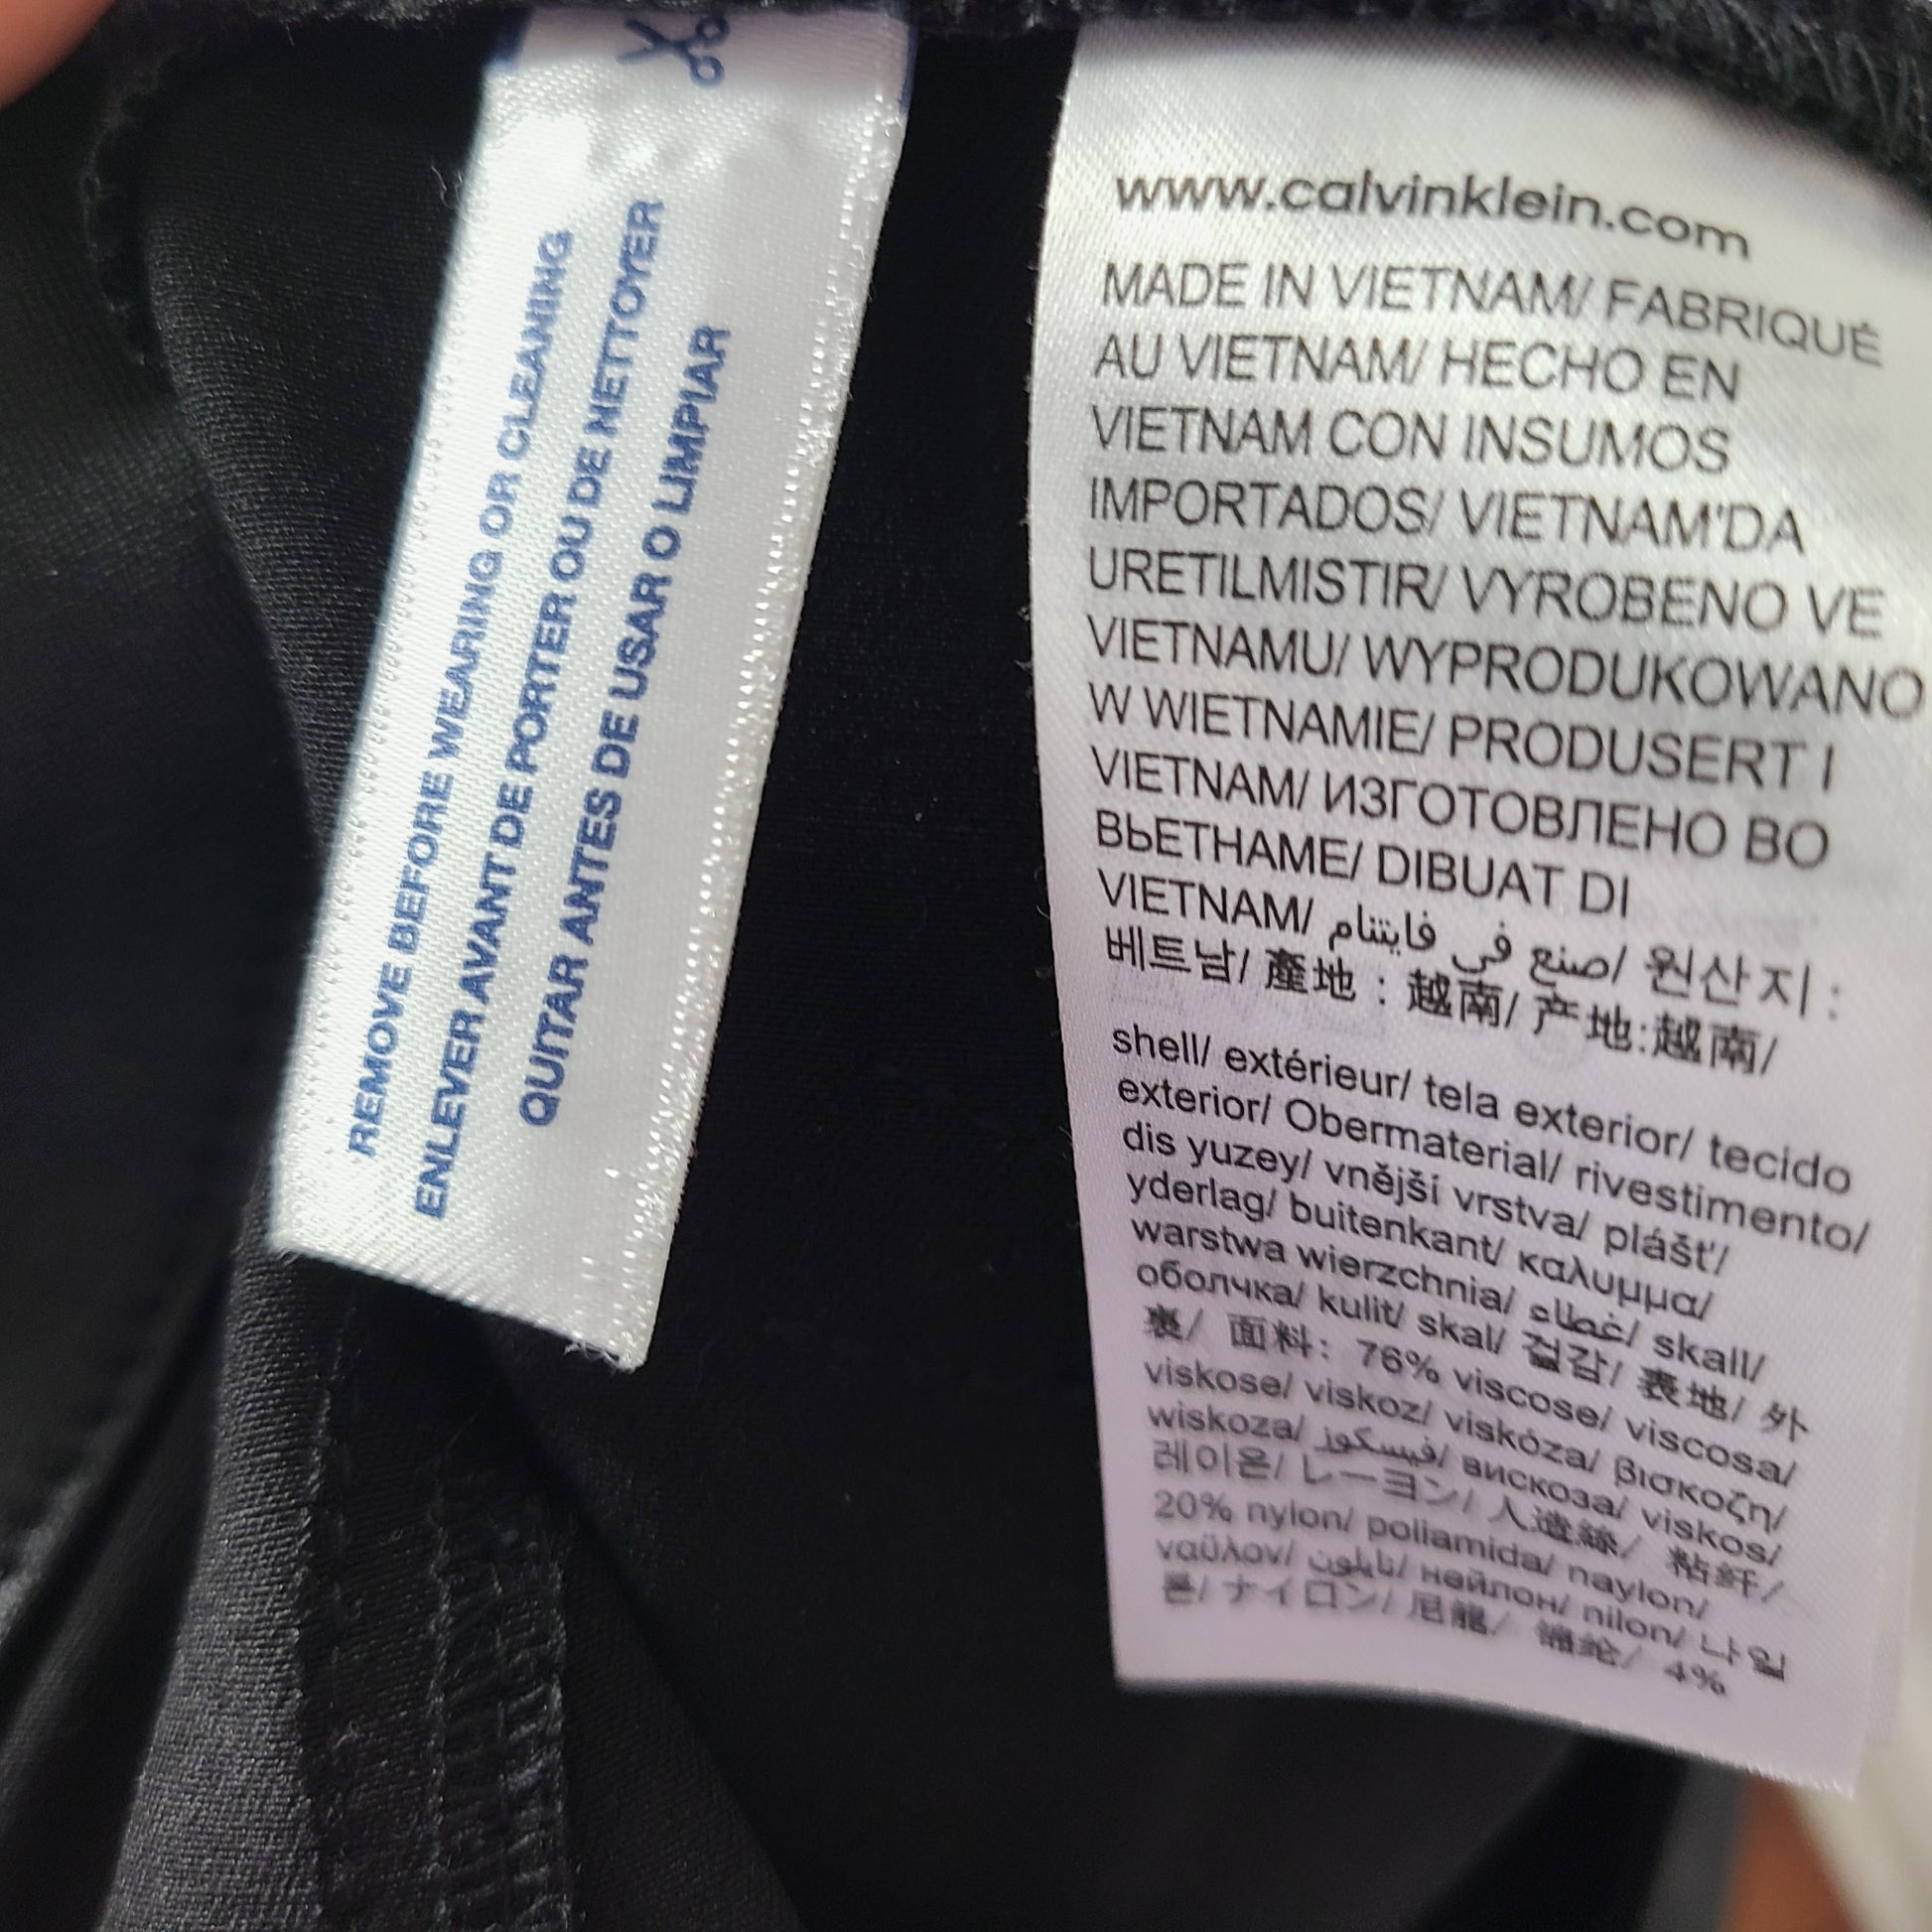 REMOVE BEFORE WEARING OR CLEANING
ENLEVER AVANT DE PORTER OU DE NETTOYER
QUITAR ANTES DE USAR O LIMPIAR
www.calvinklein.com
MADE IN VIETNAM/ FABRIQUÉ
AU VIETNAM/ HECHO EN
VIETNAM CON INSUMOS
IMPORTADOS/ VIETNAM'DA
URETILMISTIR/ VYROBENO VE
VIETNAMU/ WYPRODUKOWANO
W WIETNAMIE/ PRODUSERT I
VIETNAM/ ИЗГОТОВЛЕНО ВО
ВЬЕТНАМЕ/ DIBUAT DI
VIETNAM/ صنع في فايتنام/ 원산지 :
베트남/ 產地 : 越南/ 产地:越南/
shell/ extérieur/ tela exterior/ tecido
exterior/ Obermaterial/ rivestimento/
dis yuzey/ vnější vrstva/ plášť/
yderlag/ buitenkant/ καλυμμα/
warstwa wierzchnia/ غطاء/ skall/
оболчка/ kulit/ skal/ 겉감/ 表地/ 外
裹/ 面料: 76% viscose/ viscosa/
viskose/ viskoz/ viskóza/ βισκοζη/
wiskoza/ فيسكوز/ вискоза/ viskos/
레이온/ レーヨン/ 人造絲/ 粘纤/
20% nylon/ poliamida/ naylon/
ναϋλον/ نايلون/ нейлон/ nilon/ 나일
론/ ナイロン/ 尼龍/ 锦纶/ 4%